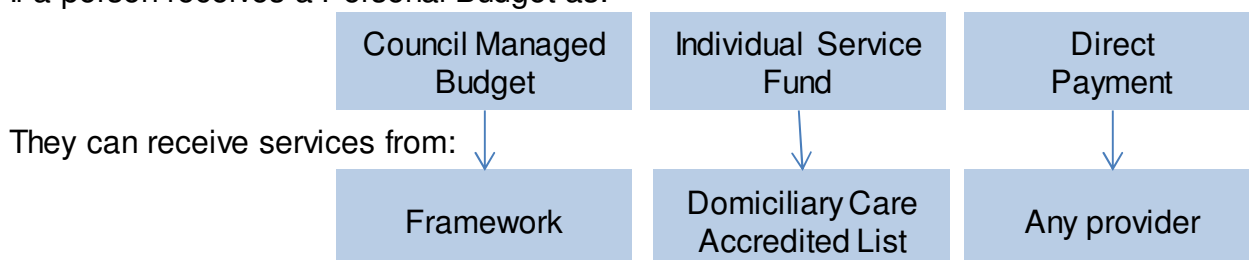 a person receives a Personal Budget as:
Council Managed Budget
Individual Service Fund
Direct Payment
They can receive services from:
Framework
Domiciliary Care Accredited List
Any provider